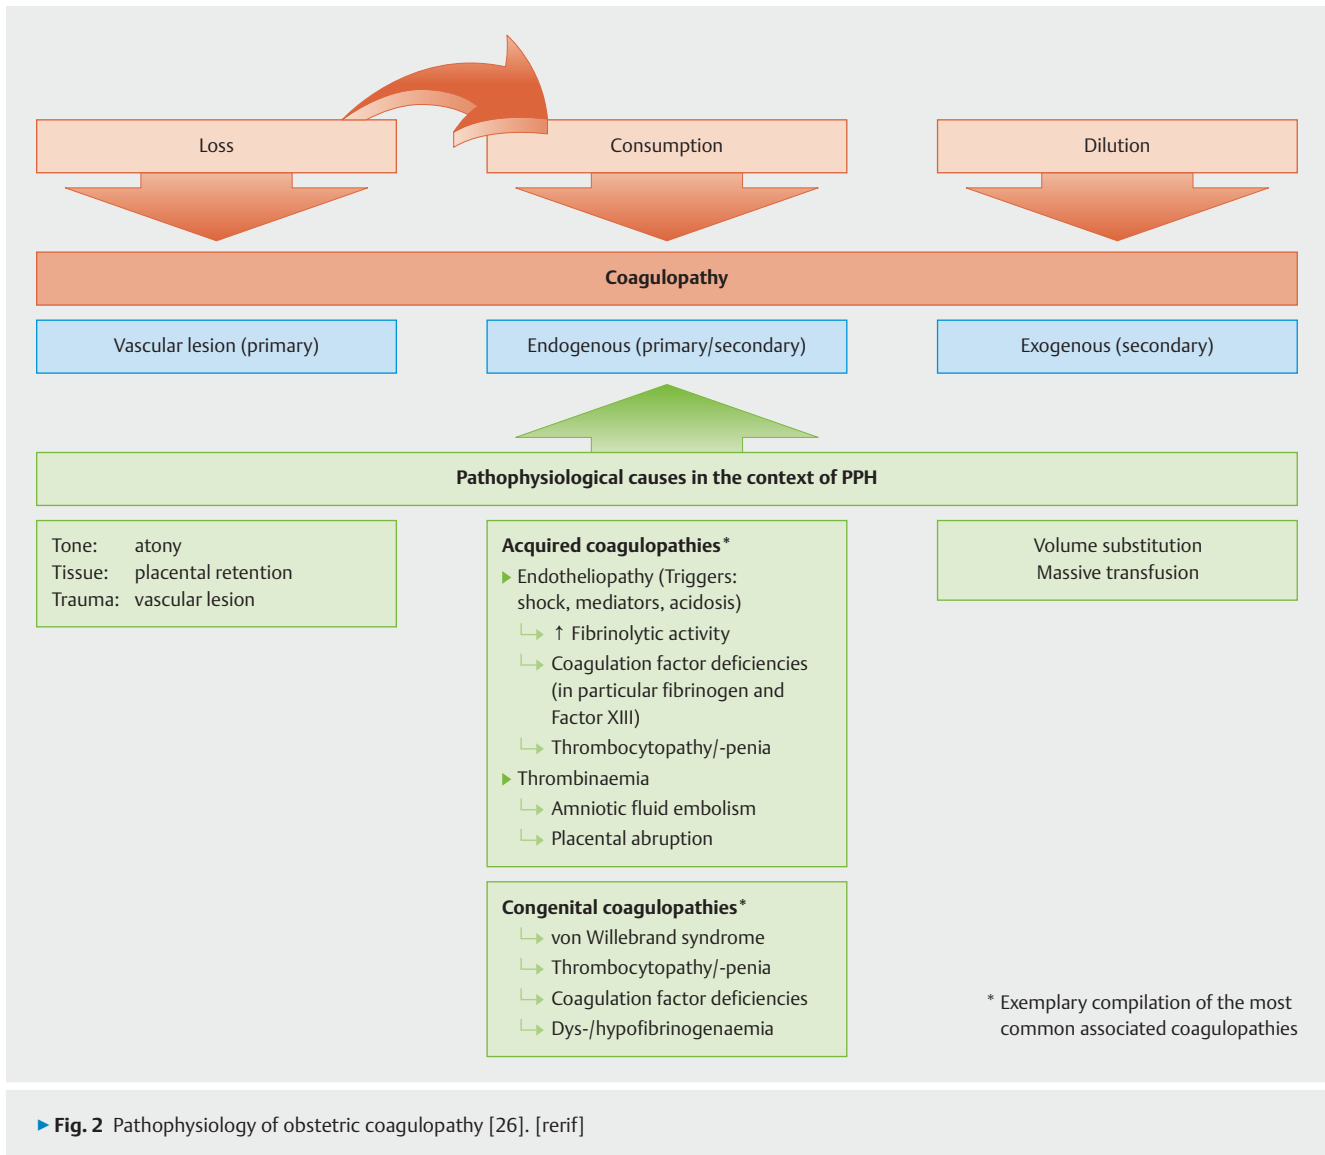 Loss
Consumption
Dilution
Coagulopathy
Vascular lesion (primary)
Endogenous (primary/secondary)
Exogenous (secondary)
Pathophysiological causes in the context of PPH
Tone: atony
Tissue: placental retention
Trauma: vascular lesion
Acquired coagulopathies*
▶ Endotheliopathy (Triggers:
shock, mediators, acidosis)
↑ Fibrinolytic activity
Coagulation factor deficiencies
(in particular fibrinogen and
Factor XIII)
Thrombocytopathy/-penia
▶ Thrombinaemia
Amniotic fluid embolism
Placental abruption
Congenital coagulopathies*
von Willebrand syndrome
Thrombocytopathy/-penia
Coagulation factor deficiencies
Dys-/hypofibrinogenaemia
Volume substitution
Massive transfusion
* Exemplary compilation of the most
common associated coagulopathies
▶ Fig. 2 Pathophysiology of obstetric coagulopathy [26]. [rerif]